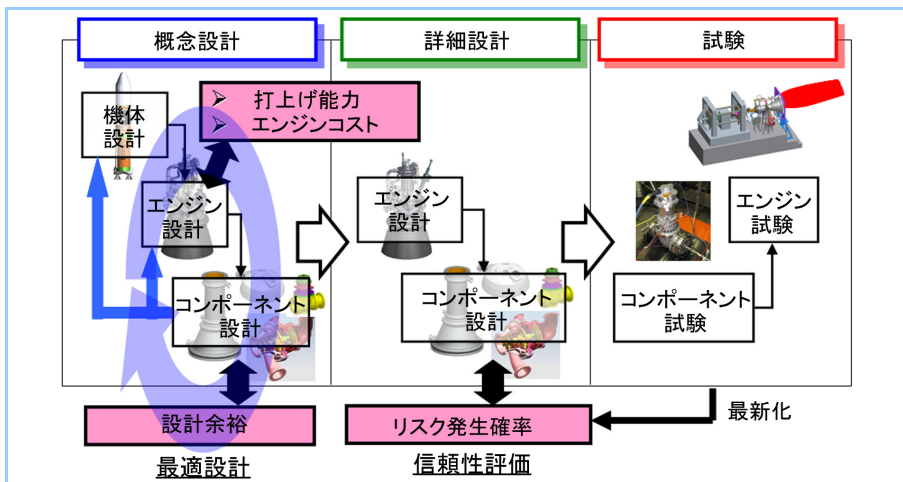 概念設計
詳細設計
試験
機体
設計
打上げ能力
エンジンコスト
エンジン
設計
コンポーネント
設計
エンジン
設計
コンポーネント
設計
エンジン
試験
コンポーネント
試験
設計余裕
最適設計
リスク発生確率
信頼性評価
最新化